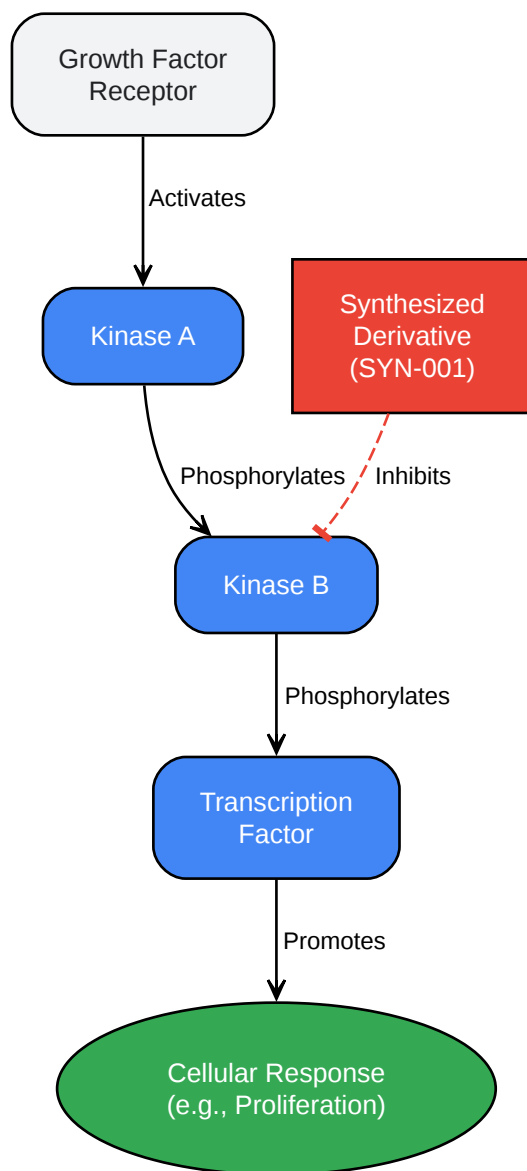 Growth Factor
Receptor
Activates
Kinase A
Synthesized
Derivative
(SYN-001)
Phosphorylates
Inhibits
Kinase B
Phosphorylates
Transcription
Factor
Promotes
Cellular Response
(e.g., Proliferation)